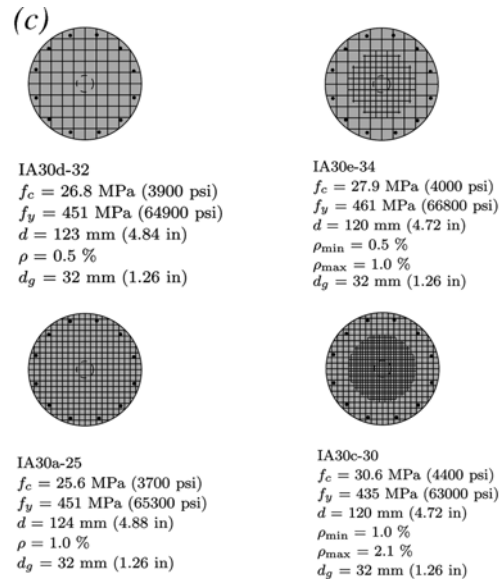 (c)
IA30d-32
f_c = 26.8 MPa (3900 psi)
f_y = 451 MPa (64900 psi)
d = 123 mm (4.84 in)
ρ = 0.5 %
d_g = 32 mm (1.26 in)
IA30e-34
f_c = 27.9 MPa (4000 psi)
f_y = 461 MPa (66800 psi)
d = 120 mm (4.72 in)
ρ_min = 0.5 %
ρ_max = 1.0 %
d_g = 32 mm (1.26 in)
IA30a-25
f_c = 25.6 MPa (3700 psi)
f_y = 451 MPa (65300 psi)
d = 124 mm (4.88 in)
ρ = 1.0 %
d_g = 32 mm (1.26 in)
IA30c-30
f_c = 30.6 MPa (4400 psi)
f_y = 435 MPa (63000 psi)
d = 120 mm (4.72 in)
ρ_min = 1.0 %
ρ_max = 2.1 %
d_g = 32 mm (1.26 in)